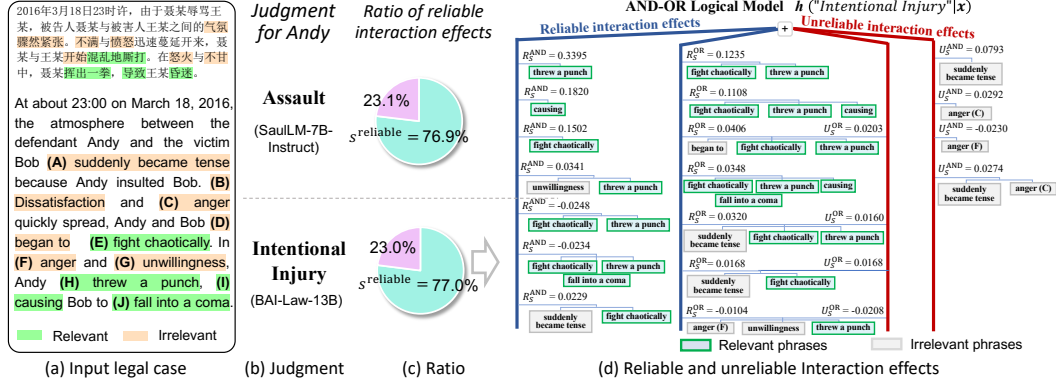 2016年3月18日23时许，由于聂某辱骂王
某，被告人聂某与被害人王某之间的气氛
骤然紧张。不满与愤怒迅速蔓延开来，聂
某与王某开始混乱地厮打。在怒火与不甘
中，聂某挥出一拳，导致王某昏迷。
At about 23:00 on March 18, 2016,
the atmosphere between the
defendant Andy and the victim
Bob (A) suddenly became tense
because Andy insulted Bob. (B)
Dissatisfaction and (C) anger
quickly spread, Andy and Bob (D)
began to (E) fight chaotically. In
(F) anger and (G) unwillingness,
Andy (H) threw a punch, (I)
causing Bob to (J) fall into a coma.
Relevant Irrelevant
(a) Input legal case
Judgment
for Andy
Assault
(SaulLM-7B-
Instruct)
Intentional
Injury
(BAI-Law-13B)
(b) Judgment
Ratio of reliable
interaction effects
23.1%
s^reliable = 76.9%
23.0%
s^reliable = 77.0%
(c) Ratio
AND-OR Logical Model h ("Intentional Injury"|x)
Reliable interaction effects
+
Unreliable Interaction effects
R_S^AND = 0.3395
threw a punch
R_S^AND = 0.1820
causing
R_S^AND = 0.1502
fight chaotically
R_S^AND = 0.0341
unwillingness threw a punch
R_S^AND = -0.0248
fight chaotically threw a punch
R_S^AND = -0.0234
fight chaotically threw a punch
fall into a coma
R_S^AND = 0.0229
suddenly
became tense
fight chaotically
R_S^OR = 0.1235
fight chaotically threw a punch
R_S^OR = 0.1108
fight chaotically threw a punch causing
R_S^OR = 0.0406 U_S^OR = 0.0203
began to fight chaotically threw a punch
R_S^OR = 0.0348
fight chaotically threw a punch causing
fall into a coma
R_S^OR = 0.0320 U_S^OR = 0.0160
suddenly
became tense
fight chaotically threw a punch
R_S^OR = 0.0168 U_S^OR = 0.0168
suddenly
became tense
fight chaotically
R_S^OR = -0.0104 U_S^OR = -0.0208
anger (F) unwillingness threw a punch
U_S^AND = 0.0793
suddenly
became tense
U_S^AND = 0.0292
anger (C)
U_S^AND = -0.0230
anger (F)
U_S^AND = 0.0274
suddenly
became tense
anger (C)
Relevant phrases Irrelevant phrases
(d) Reliable and unreliable Interaction effects